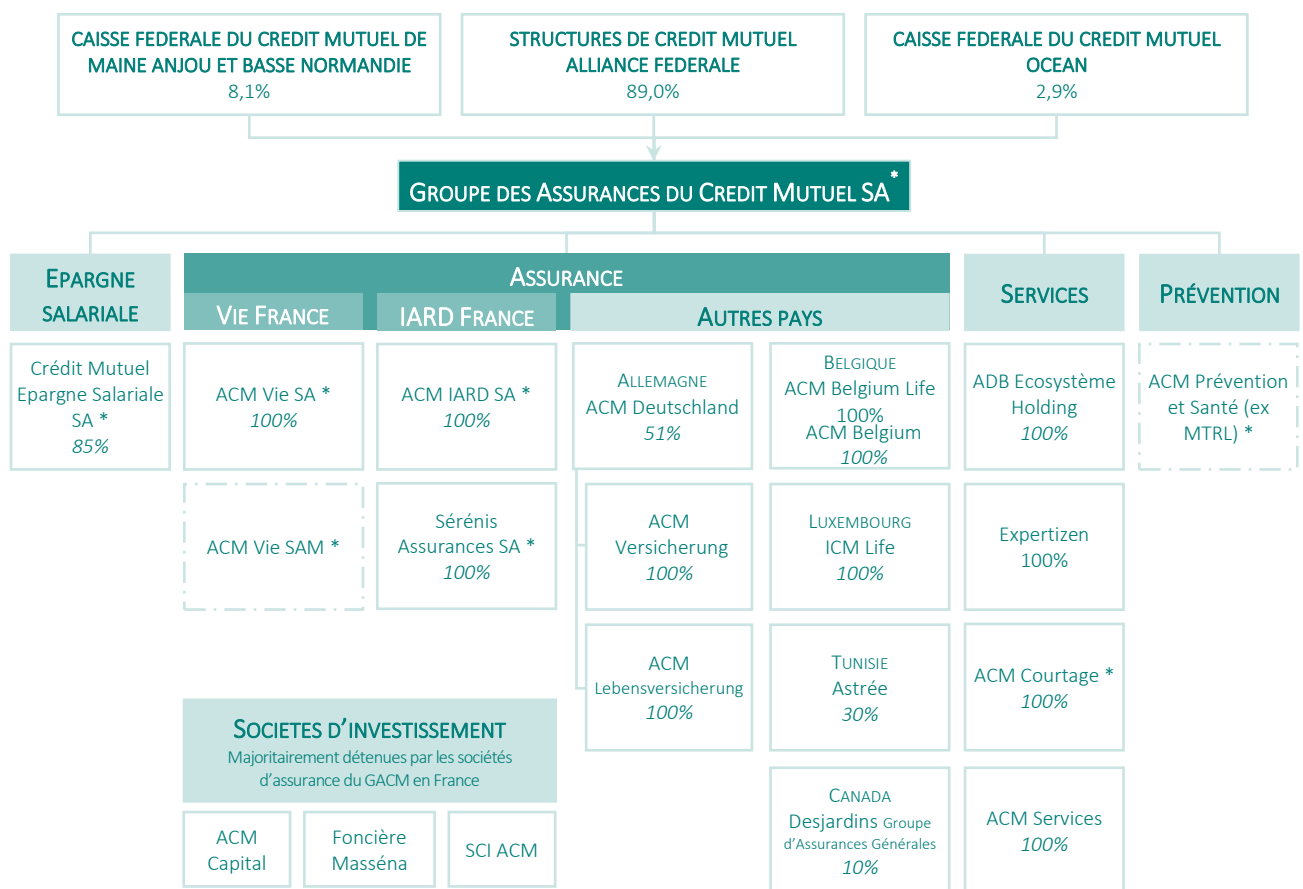 CAISSE FEDERALE DU CREDIT MUTUEL DE
MAINE ANJOU ET BASSE NORMANDIE
8,1%
STRUCTURES DE CREDIT MUTUEL
ALLIANCE FEDERALE
89,0%
CAISSE FEDERALE DU CREDIT MUTUEL
OCEAN
2,9%
GROUPE DES ASSURANCES DU CREDIT MUTUEL SA*
EPARGNE
SALARIALE
ASSURANCE
VIE FRANCE
IARD FRANCE
AUTRES PAYS
SERVICES
PRÉVENTION
Crédit Mutuel
Epargne Salariale
SA *
85%
ACM Vie SA *
100%
ACM IARD SA *
100%
ALLEMAGNE
ACM Deutschland
51%
BELGIQUE
ACM Belgium Life
100%
ACM Belgium
100%
ADB Ecosystème
Holding
100%
ACM Prévention
et Santé (ex
MTRL) *
ACM Vie SAM *
Sérénis
Assurances SA *
100%
ACM
Versicherung
100%
LUXEMBOURG
ICM Life
100%
Expertizen
100%
ACM
Lebensversicherung
100%
TUNISIE
Astrée
30%
ACM Courtage *
100%
SOCIETES D'INVESTISSEMENT
Majoritairement détenues par les sociétés
d'assurance du GACM en France
ACM
Capital
Foncière
Masséna
SCI ACM
CANADA
Desjardins Groupe
d'Assurances Générales
10%
ACM Services
100%